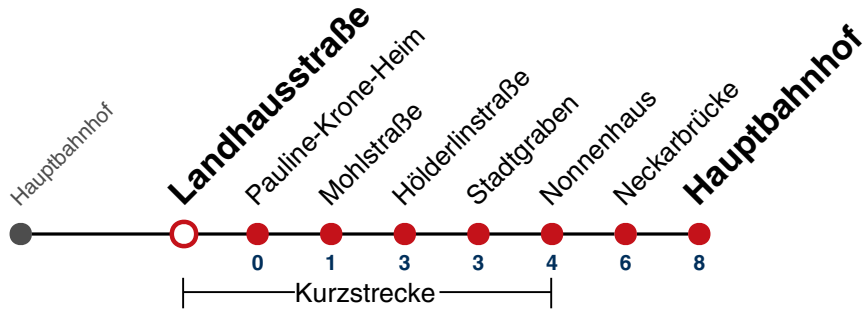 Hauptbahnhof
Landhausstraße
Pauline-Krone-Heim
Mohlstraße
Hölderlinstraße
Stadtgraben
Nonnenhaus
Neckarbrücke
Hauptbahnhof
0 1 3 3 4 6 8
Kurzstrecke